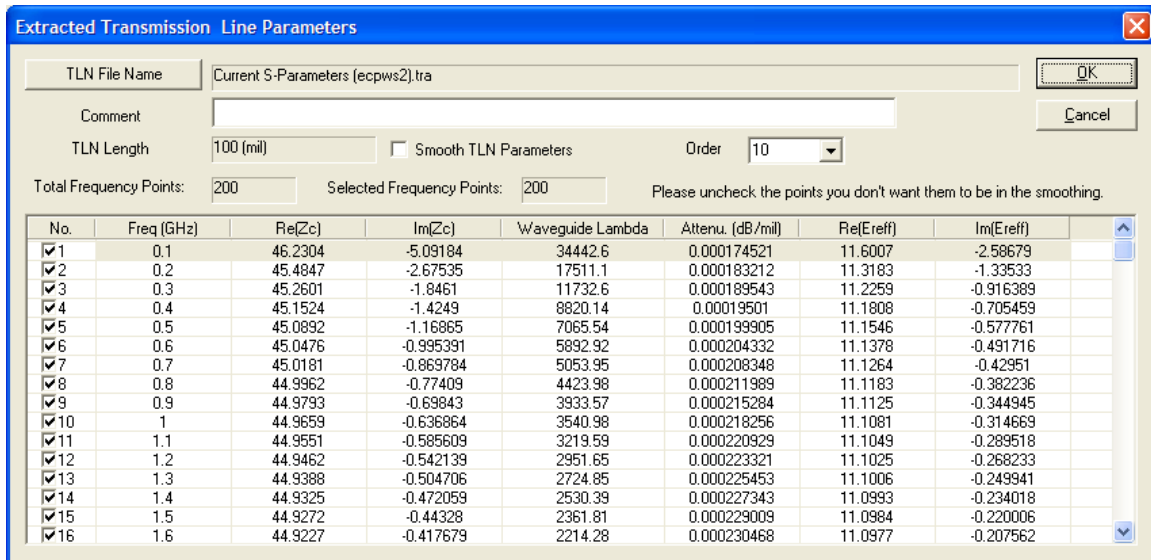 Extracted Transmission Line Parameters
TLN File Name Current S-Parameters (ecpws2).tra OK
Comment Cancel
TLN Length 100 (mil) Smooth TLN Parameters Order 10
Total Frequency Points: 200 Selected Frequency Points: 200 Please uncheck the points you don't want them to be in the smoothing.
No. Freq (GHz) Re(Zc) Im(Zc) Waveguide Lambda Attenu. (dB/mil) Re(Ereff) Im(Ereff)
1 0.1 46.2304 -5.09184 34442.6 0.000174521 11.6007 -2.58679
2 0.2 45.4847 -2.67535 17511.1 0.000183212 11.3183 -1.33533
3 0.3 45.2601 -1.8461 11732.6 0.000189543 11.2259 -0.916389
4 0.4 45.1524 -1.4249 8820.14 0.00019501 11.1808 -0.705459
5 0.5 45.0892 -1.16865 7065.54 0.000199905 11.1546 -0.577761
6 0.6 45.0476 -0.995391 5892.92 0.000204332 11.1378 -0.491716
7 0.7 45.0181 -0.869784 5053.95 0.000208348 11.1264 -0.42951
8 0.8 44.9962 -0.77409 4423.98 0.000211989 11.1183 -0.382236
9 0.9 44.9793 -0.69843 3933.57 0.000215284 11.1125 -0.344945
10 1 44.9659 -0.636864 3540.98 0.000218256 11.1081 -0.314669
11 1.1 44.9551 -0.585609 3219.59 0.000220929 11.1049 -0.289518
12 1.2 44.9462 -0.542139 2951.65 0.000223321 11.1025 -0.268233
13 1.3 44.9388 -0.504706 2724.85 0.000225453 11.1006 -0.249941
14 1.4 44.9325 -0.472059 2530.39 0.000227343 11.0993 -0.234018
15 1.5 44.9272 -0.44328 2361.81 0.000229009 11.0984 -0.220006
16 1.6 44.9227 -0.417679 2214.28 0.000230468 11.0977 -0.207562